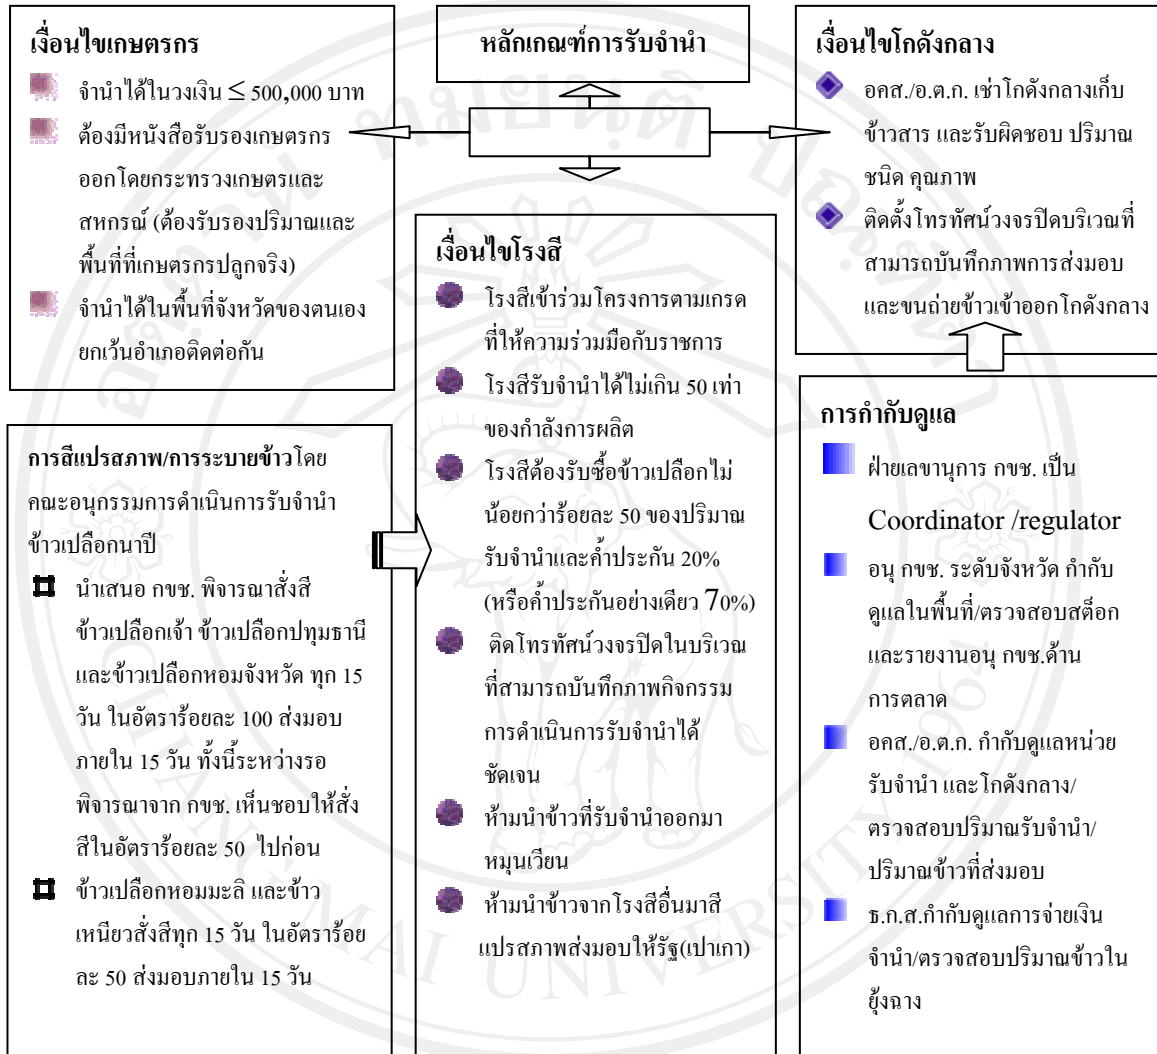 เงื่อนไขเกษตรกร
จำนำได้ในวงเงิน ≤ 500,000 บาท
ต้องมีหนังสือรับรองเกษตรกร
ออกโดยกระทรวงเกษตรและ
สหกรณ์ (ต้องรับรองปริมาณและ
พื้นที่ที่เกษตรกรปลูกจริง)
จำนำได้ในพื้นที่จังหวัดของตนเอง
ยกเว้นอำเภอติดต่อกัน
หลักเกณฑ์การรับจำนำ
เงื่อนไขโกดังกลาง
อคส./อ.ต.ก. เช่าโกดังกลางเก็บ
ข้าวสาร และรับผิดชอบ ปริมาณ
ชนิด คุณภาพ
ติดตั้งโทรทัศน์วงจรปิดบริเวณที่
สามารถบันทึกภาพการส่งมอบ
และขนถ่ายข้าวเข้าออกโกดังกลาง
การสีแปรสภาพ/การระบายข้าวโดย
คณะอนุกรรมการดำเนินการรับจำนำ
ข้าวเปลือกนาปี
นำเสนอ กขช. พิจารณาสั่งสี
ข้าวเปลือกเจ้า ข้าวเปลือกปทุมธานี
และข้าวเปลือกหอมจังหวัด ทุก 15
วัน ในอัตราร้อยละ 100 ส่งมอบ
ภายใน 15 วัน ทั้งนี้ระหว่างรอ
พิจารณาจาก กขช. เห็นชอบให้สั่ง
สีในอัตราร้อยละ 50 ไปก่อน
ข้าวเปลือกหอมมะลิ และข้าว
เหนียวสั่งสีทุก 15 วัน ในอัตราร้อย
ละ 50 ส่งมอบภายใน 15 วัน
เงื่อนไขโรงสี
โรงสีเข้าร่วมโครงการตามเกรด
ที่ให้ความร่วมมือกับราชการ
โรงสีรับจำนำได้ไม่เกิน 50 เท่า
ของกำลังการผลิต
โรงสีต้องรับซื้อข้าวเปลือกไม่
น้อยกว่าร้อยละ 50 ของปริมาณ
รับจำนำและค้ำประกัน 20%
(หรือค้ำประกันอย่างเดียว 70%)
ติดโทรทัศน์วงจรปิดในบริเวณ
ที่สามารถบันทึกภาพกิจกรรม
การดำเนินการรับจำนำได้
ชัดเจน
ห้ามนำข้าวที่รับจำนำออกมา
หมุนเวียน
ห้ามนำข้าวจากโรงสีอื่นมาสี
แปรสภาพส่งมอบให้รัฐ(เปาเกา)
การกำกับดูแล
ฝ่ายเลขานุการ กขช. เป็น
Coordinator /regulator
อนุ กขช. ระดับจังหวัด กำกับ
ดูแลในพื้นที่/ตรวจสอบสต็อก
และรายงานอนุ กขช.ด้าน
การตลาด
อคส./อ.ต.ก. กำกับดูแลหน่วย
รับจำนำ และโกดังกลาง/
ตรวจสอบปริมาณรับจำนำ/
ปริมาณข้าวที่ส่งมอบ
ธ.ก.ส.กำกับดูแลการจ่ายเงิน
จำนำ/ตรวจสอบปริมาณข้าวใน
ยุ้งฉาง
CHIANG MAI UNIVERSITY 1964